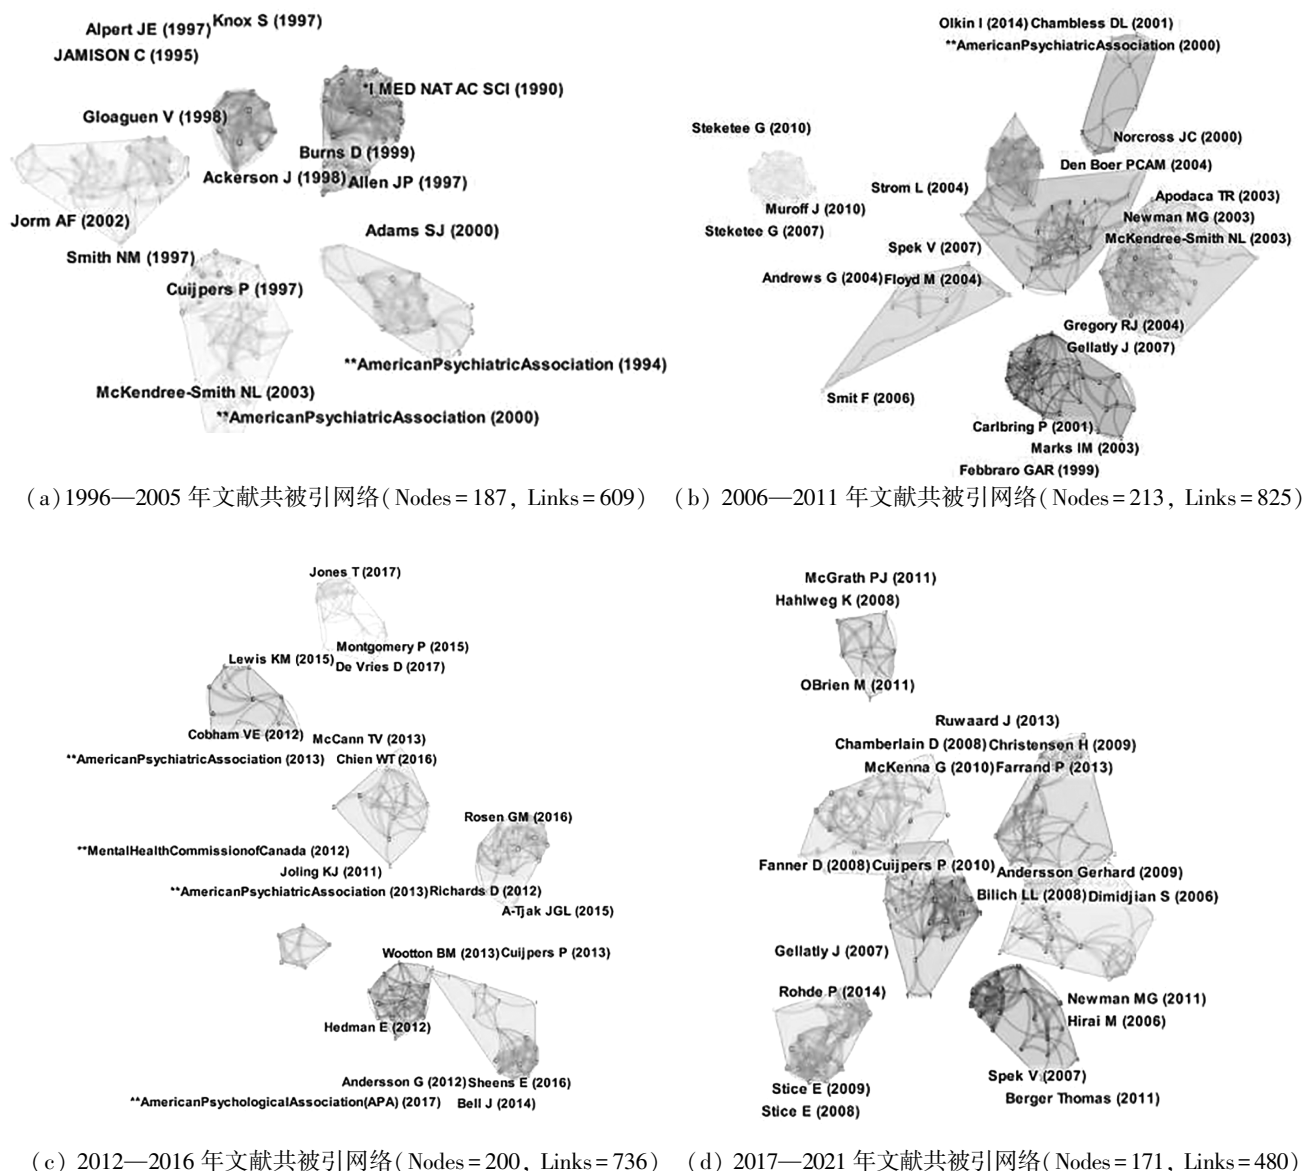 Alpert JE (1997)
Knox S (1997)
JAMISON C (1995)
*I MED NAT AC SCI (1990)
Gloaguen V (1998)
Burns D (1999)
Ackerson J (1998)
Allen JP (1997)
Jorm AF (2002)
Adams SJ (2000)
Smith NM (1997)
Cuijpers P (1997)
**AmericanPsychiatricAssociation (1994)
McKendree-Smith NL (2003)
**AmericanPsychiatricAssociation (2000)
(a)1996—2005 年文献共被引网络(Nodes=187, Links=609)
Olkin I (2014)
Chambless DL (2001)
**AmericanPsychiatricAssociation (2000)
Steketee G (2010)
Norcross JC (2000)
Den Boer PCAM (2004)
Strom L (2004)
Apodaca TR (2003)
Muroff J (2010)
Newman MG (2003)
Steketee G (2007)
McKendree-Smith NL (2003)
Spek V (2007)
Andrews G (2004)
Floyd M (2004)
Gregory RJ (2004)
Gellatly J (2007)
Smit F (2006)
Carlbring P (2001)
Marks IM (2003)
Febbraro GAR (1999)
(b) 2006—2011 年文献共被引网络(Nodes=213, Links=825)
Jones T (2017)
Montgomery P (2015)
Lewis KM (2015)
De Vries D (2017)
Cobham VE (2012)
McCann TV (2013)
**AmericanPsychiatricAssociation (2013)
Chien WT (2016)
Rosen GM (2016)
**MentalHealthCommissionofCanada (2012)
Joling KJ (2011)
**AmericanPsychiatricAssociation (2013)
Richards D (2012)
A-Tjak JGL (2015)
Wootton BM (2013)
Cuijpers P (2013)
Hedman E (2012)
Andersson G (2012)
Sheens E (2016)
**AmericanPsychologicalAssociation(APA) (2017)
Bell J (2014)
(c) 2012—2016 年文献共被引网络(Nodes=200, Links=736)
McGrath PJ (2011)
Hahlweg K (2008)
OBrien M (2011)
Ruwaard J (2013)
Chamberlain D (2008)
Christensen H (2009)
McKenna G (2010)
Farrand P (2013)
Fanner D (2008)
Cuijpers P (2010)
Andersson Gerhard (2009)
Bilich LL (2008)
Dimidjian S (2006)
Gellatly J (2007)
Rohde P (2014)
Newman MG (2011)
Hirai M (2006)
Spek V (2007)
Stice E (2009)
Berger Thomas (2011)
Stice E (2008)
(d) 2017—2021 年文献共被引网络(Nodes=171, Links=480)